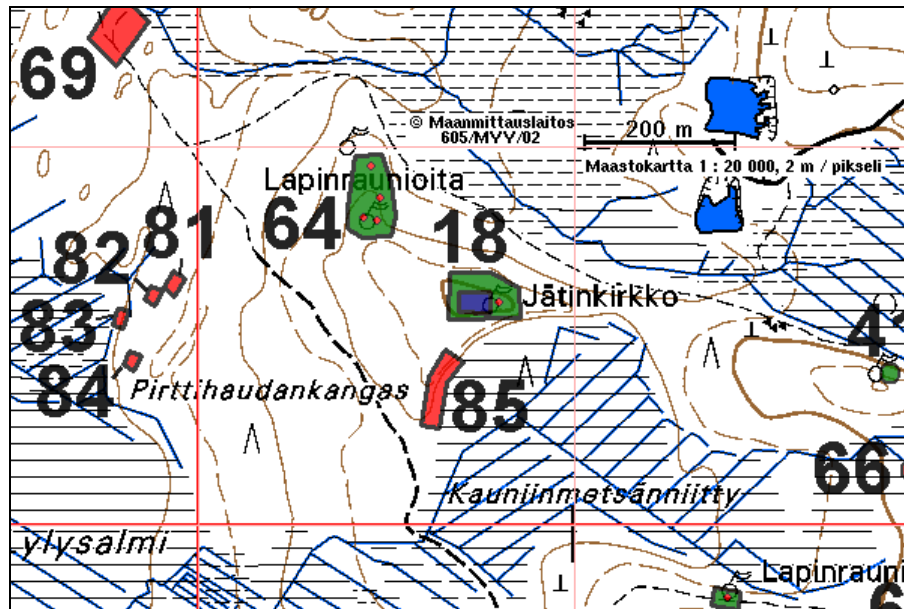 69
© Maanmittauslaitos
605/MYY/02
200 m
Maastokartta 1 : 20 000, 2 m / pikseli
Lapinraunioita
64
18
81
82
83
84
Jätinkirkko
Pirttihaudankangas
85
66
Kauniinmetsänniitty
ylysalmi
Lapinrauni